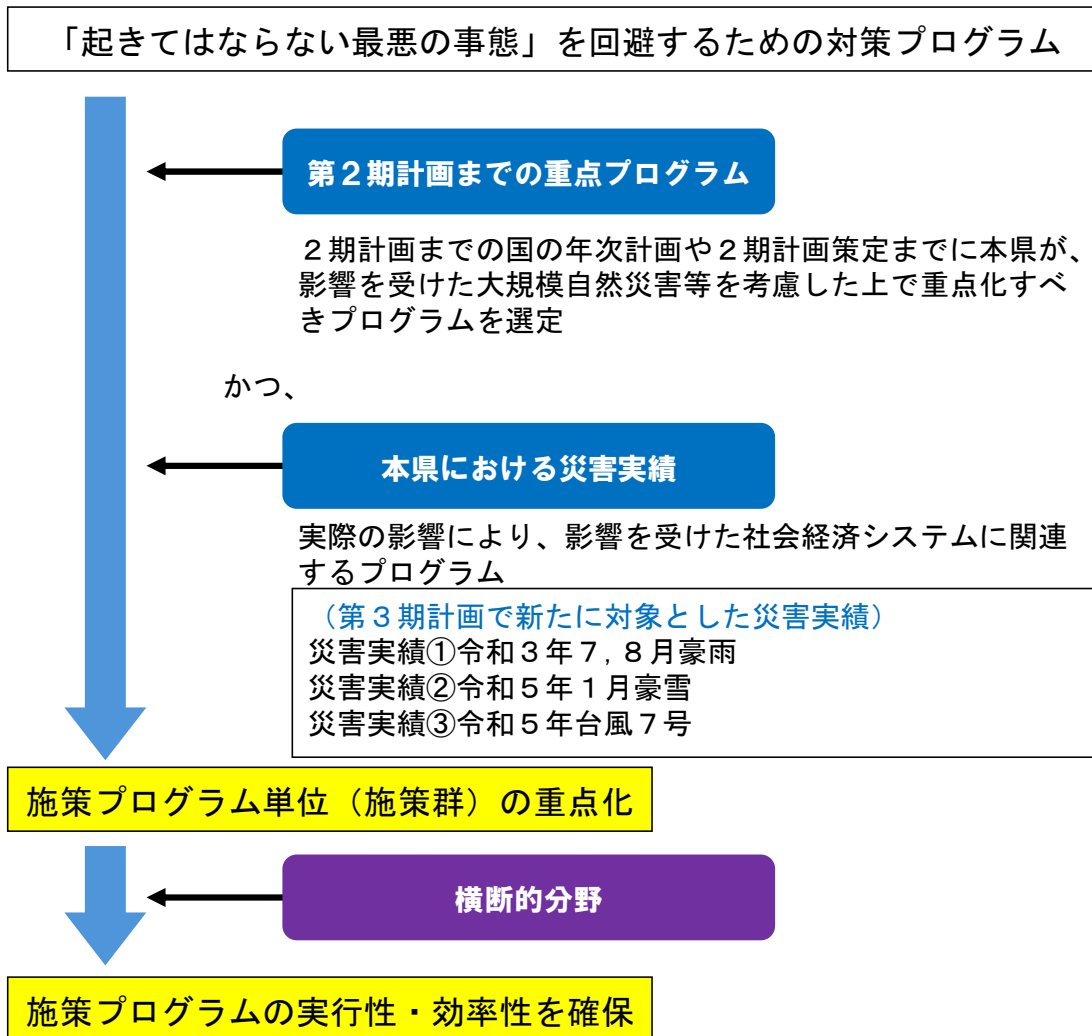 「起きてはならない最悪の事態」を回避するための対策プログラム
第２期計画までの重点プログラム
２期計画までの国の年次計画や２期計画策定までに本県が、
影響を受けた大規模自然災害等を考慮した上で重点化すべ
きプログラムを選定
かつ、
本県における災害実績
実際の影響により、影響を受けた社会経済システムに関連
するプログラム
（第３期計画で新たに対象とした災害実績）
災害実績①令和３年７,８月豪雨
災害実績②令和５年１月豪雪
災害実績③令和５年台風７号
施策プログラム単位（施策群）の重点化
横断的分野
施策プログラムの実行性・効率性を確保